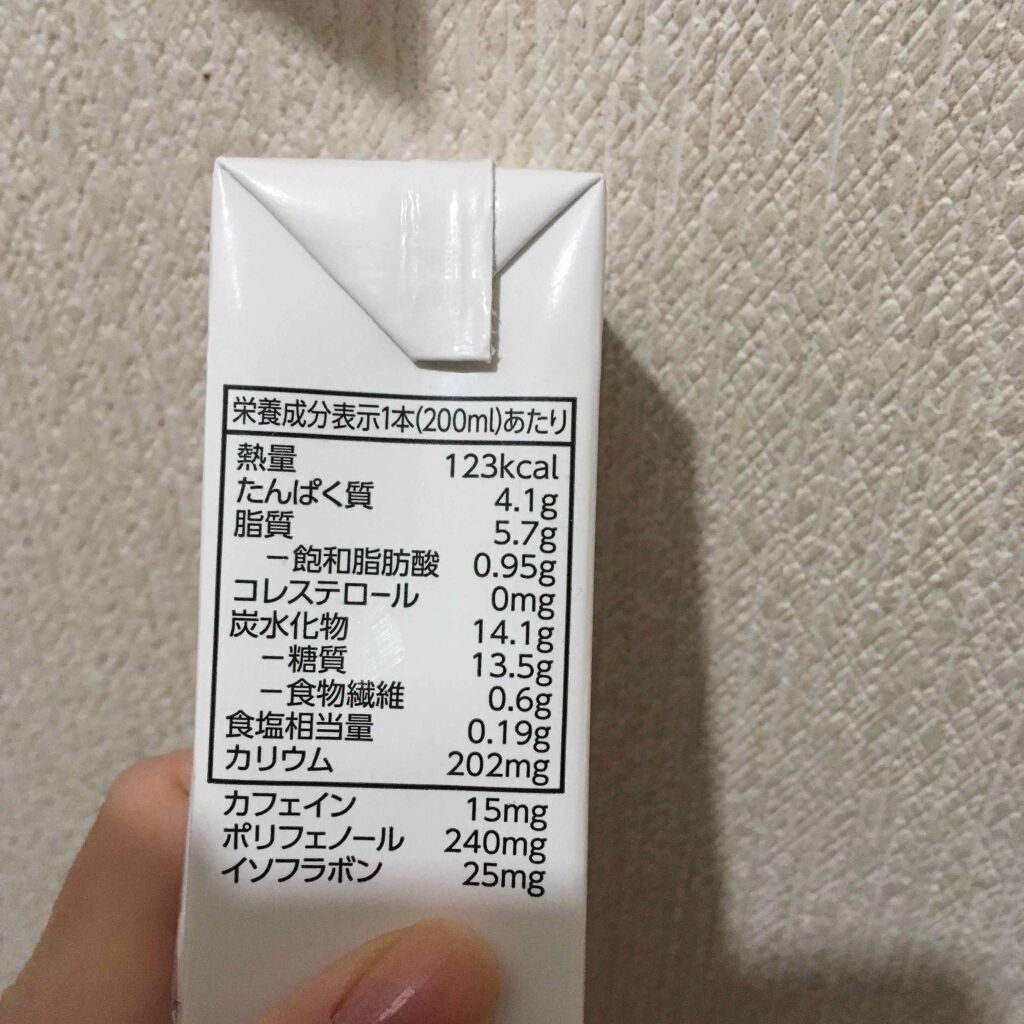 栄養成分表示1本(200ml)あたり
熱量 123kcal
たんぱく質 4.1g
脂質 5.7g
－飽和脂肪酸 0.95g
コレステロール 0mg
炭水化物 14.1g
－糖質 13.5g
－食物繊維 0.6g
食塩相当量 0.19g
カリウム 202mg
カフェイン 15mg
ポリフェノール 240mg
イソフラボン 25mg